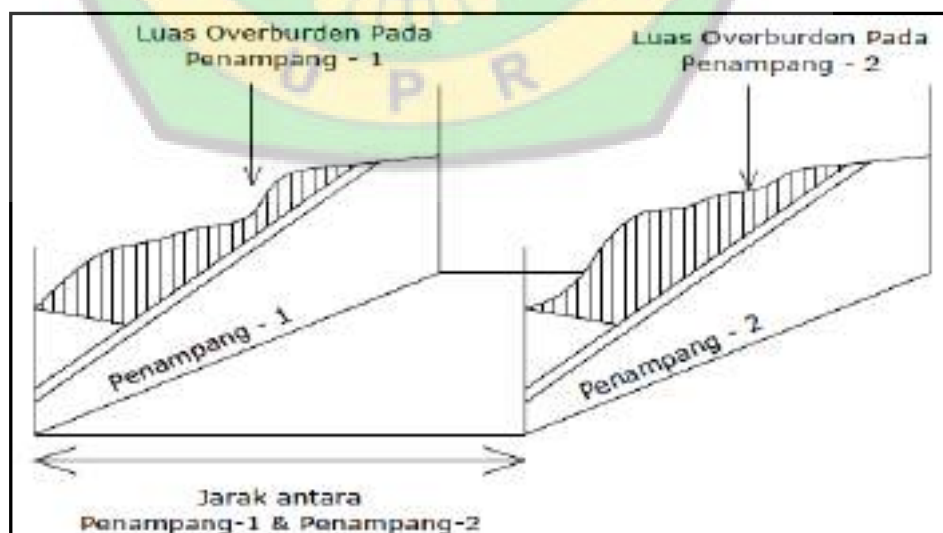 Luas Overburden Pada
Penampang - 1
Luas Overburden Pada
Penampang - 2
U P R
Penampang - 1
Penampang - 2
Jarak antara
Penampang-1 & Penampang-2